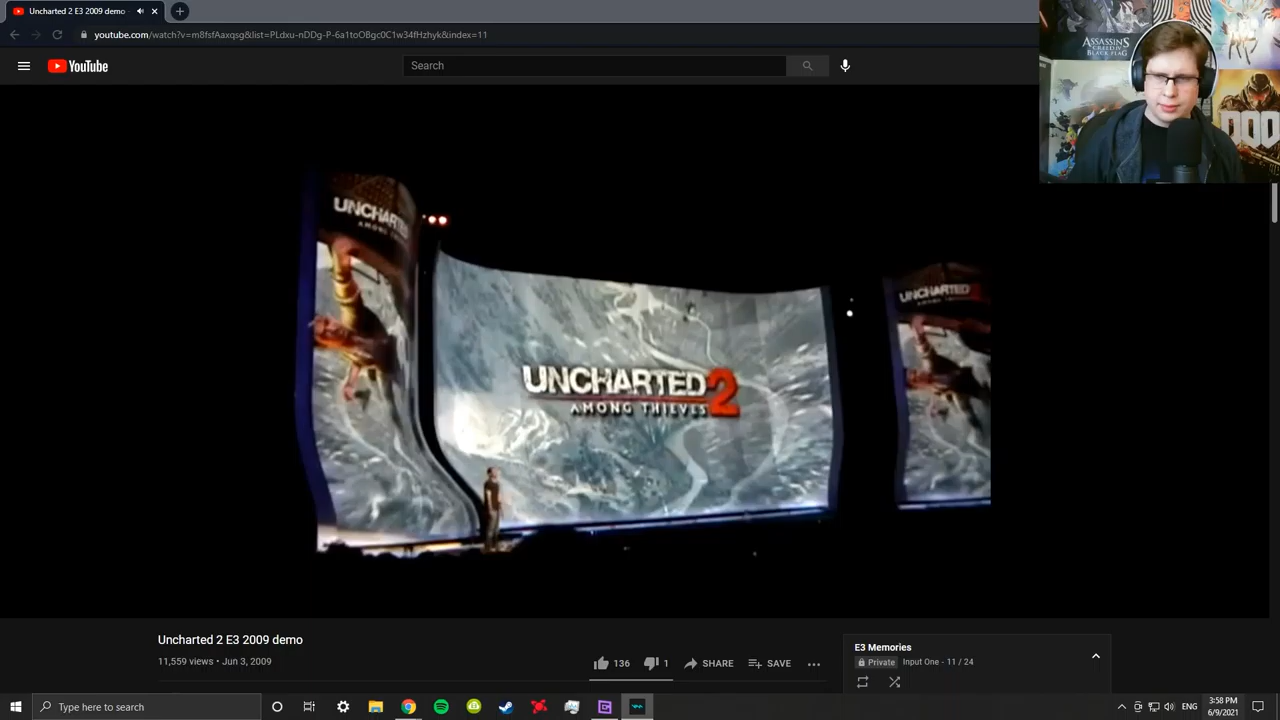 Uncharted 2 E3 2009 demo
youtube.com/watch?v=m8fsfAaxqsg&list=PLdxu-nDDg-P-6a1toOBgc0C1w34fHzhyk&index=11
YouTube
Search
ASSASSIN'S
CREED IV
BLACK FLAG
DOO
UNCHARTED
AMONG
UNCHARTED 2
AMONG THIEVES
UNCHARTED
Uncharted 2 E3 2009 demo
11,559 views • Jun 3, 2009
136
1
SHARE
SAVE
E3 Memories
Private
Input One - 11 / 24
Type here to search
ENG
3:58 PM
6/9/2021